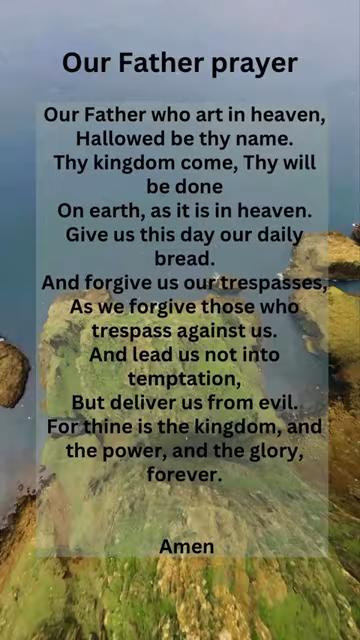 Our Father prayer
Our Father who art in heaven,
Hallowed be thy name.
Thy kingdom come, Thy will
be done
On earth, as it is in heaven.
Give us this day our daily
bread.
And forgive us our trespasses,
As we forgive those who
trespass against us.
And lead us not into
temptation,
But deliver us from evil.
For thine is the kingdom, and
the power, and the glory,
forever.
Amen